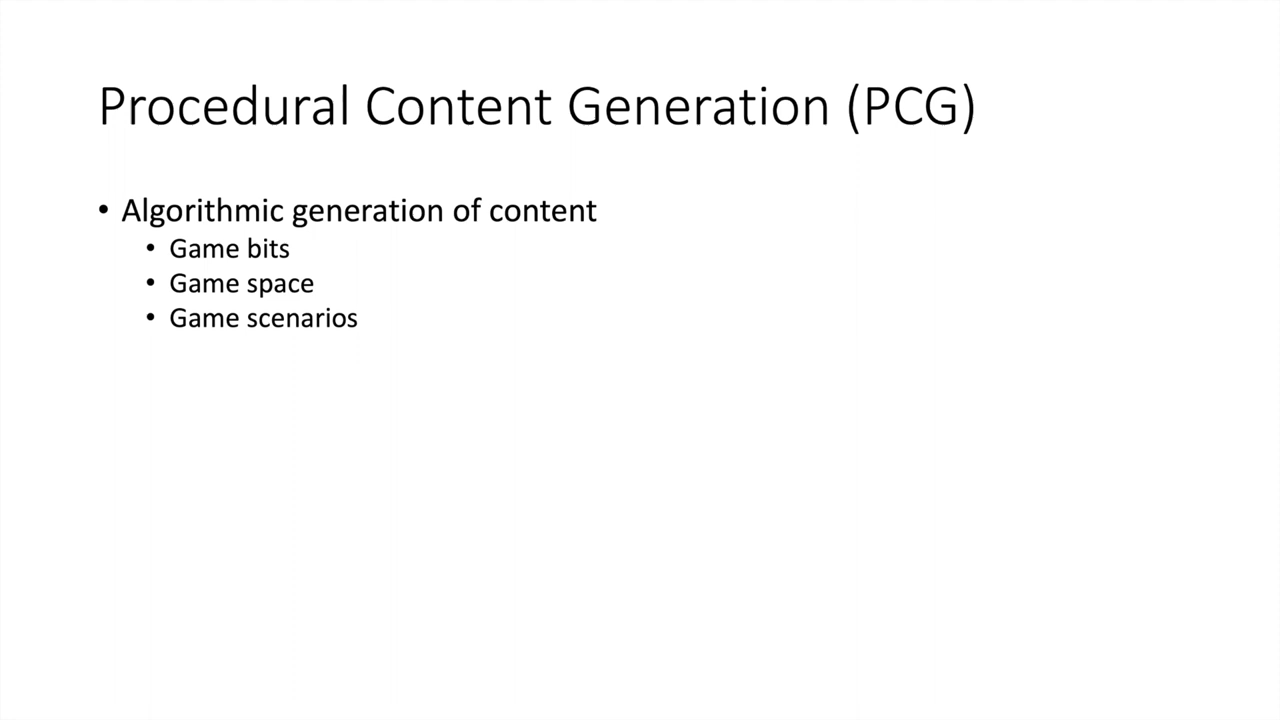 Procedural Content Generation (PCG)
• Algorithmic generation of content
• Game bits
• Game space
• Game scenarios